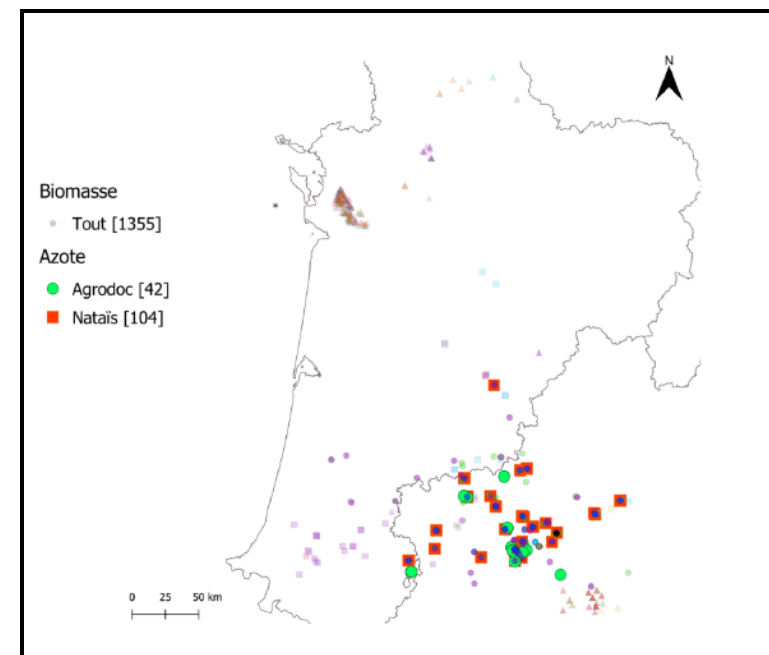 N
Biomasse
Tout [1355]
Azote
Agrodoc [42]
Nataïs [104]
0 25 50 km